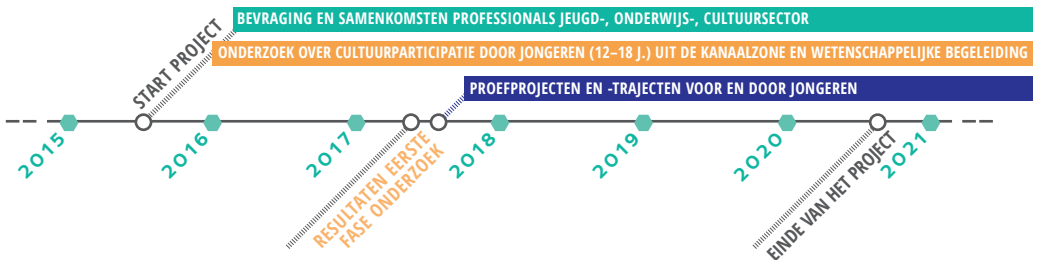 BEVRAGING EN SAMENKOMSTEN PROFESSIONALS JEUGD-, ONDERWIJS-, CULTUURSECTOR
ONDERZOEK OVER CULTUURPARTICIPATIE DOOR JONGEREN (12–18 J.) UIT DE KANAALZONE EN WETENSCHAPPELIJKE BEGELEIDING
PROEFPROJECTEN EN -TRAJECTEN VOOR EN DOOR JONGEREN
START PROJECT
2015
2016
2017
2018
2019
2020
2021
RESULTATEN EERSTE
FASE ONDERZOEK
EINDE VAN HET PROJECT